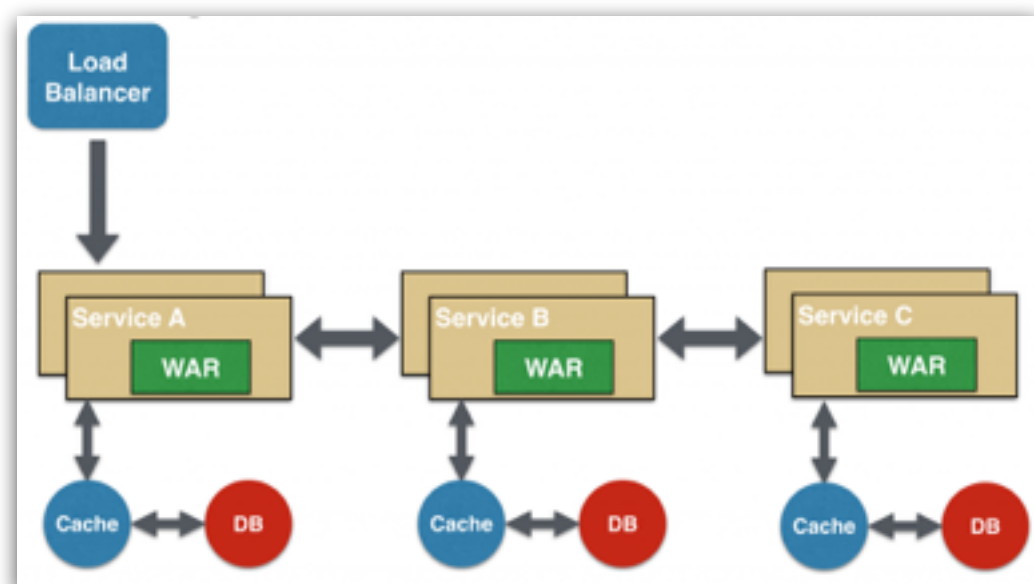 Load
Balancer
Service A
WAR
Service B
WAR
Service C
WAR
Cache
DB
Cache
DB
Cache
DB